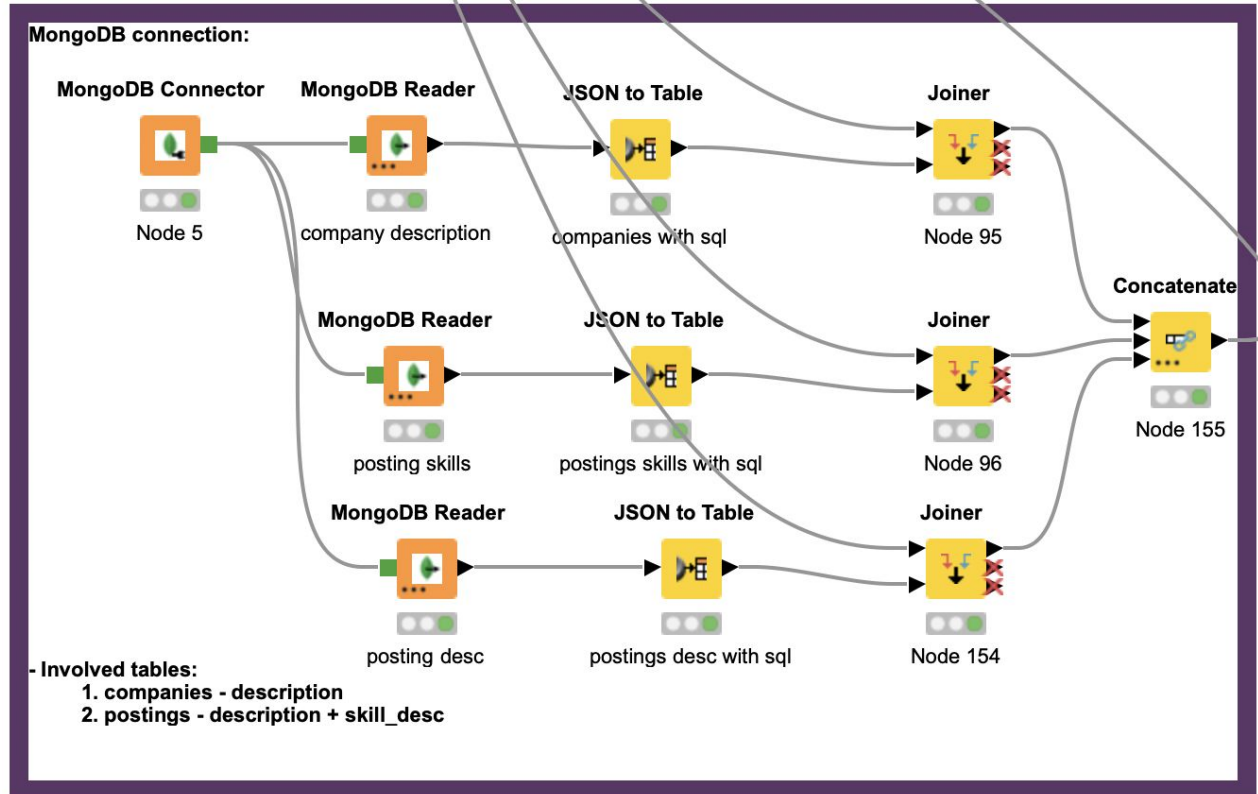 MongoDB connection:
MongoDB Connector
MongoDB Reader
JSON to Table
Joiner
Node 5
company description
companies with sql
Node 95
Concatenate
MongoDB Reader
JSON to Table
Joiner
posting skills
postings skills with sql
Node 96
Node 155
MongoDB Reader
JSON to Table
Joiner
posting desc
postings desc with sql
Node 154
- Involved tables:
1. companies - description
2. postings - description + skill_desc